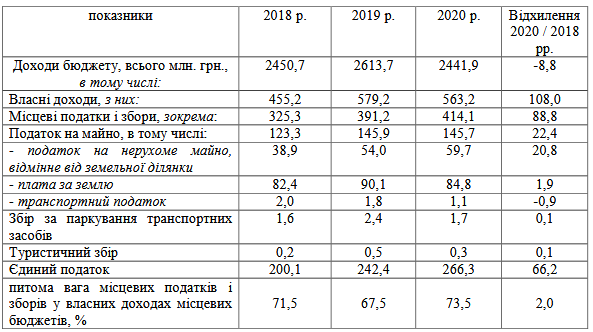 показники 2018 р. 2019 р. 2020 р. Відхилення
2020 / 2018
рр.
Доходи бюджету, всього млн. грн., 2450,7 2613,7 2441,9 -8,8
в тому числі:
Власні доходи, з них: 455,2 579,2 563,2 108,0
Місцеві податки і збори, зокрема: 325,3 391,2 414,1 88,8
Податок на майно, в тому числі: 123,3 145,9 145,7 22,4
- податок на нерухоме майно, 38,9 54,0 59,7 20,8
відмінне від земельної ділянки
- плата за землю 82,4 90,1 84,8 1,9
- транспортний податок 2,0 1,8 1,1 -0,9
Збір за паркування транспортних 1,6 2,4 1,7 0,1
засобів
Туристичний збір 0,2 0,5 0,3 0,1
Єдиний податок 200,1 242,4 266,3 66,2
питома вага місцевих податків і
зборів у власних доходах місцевих 71,5 67,5 73,5 2,0
бюджетів, %